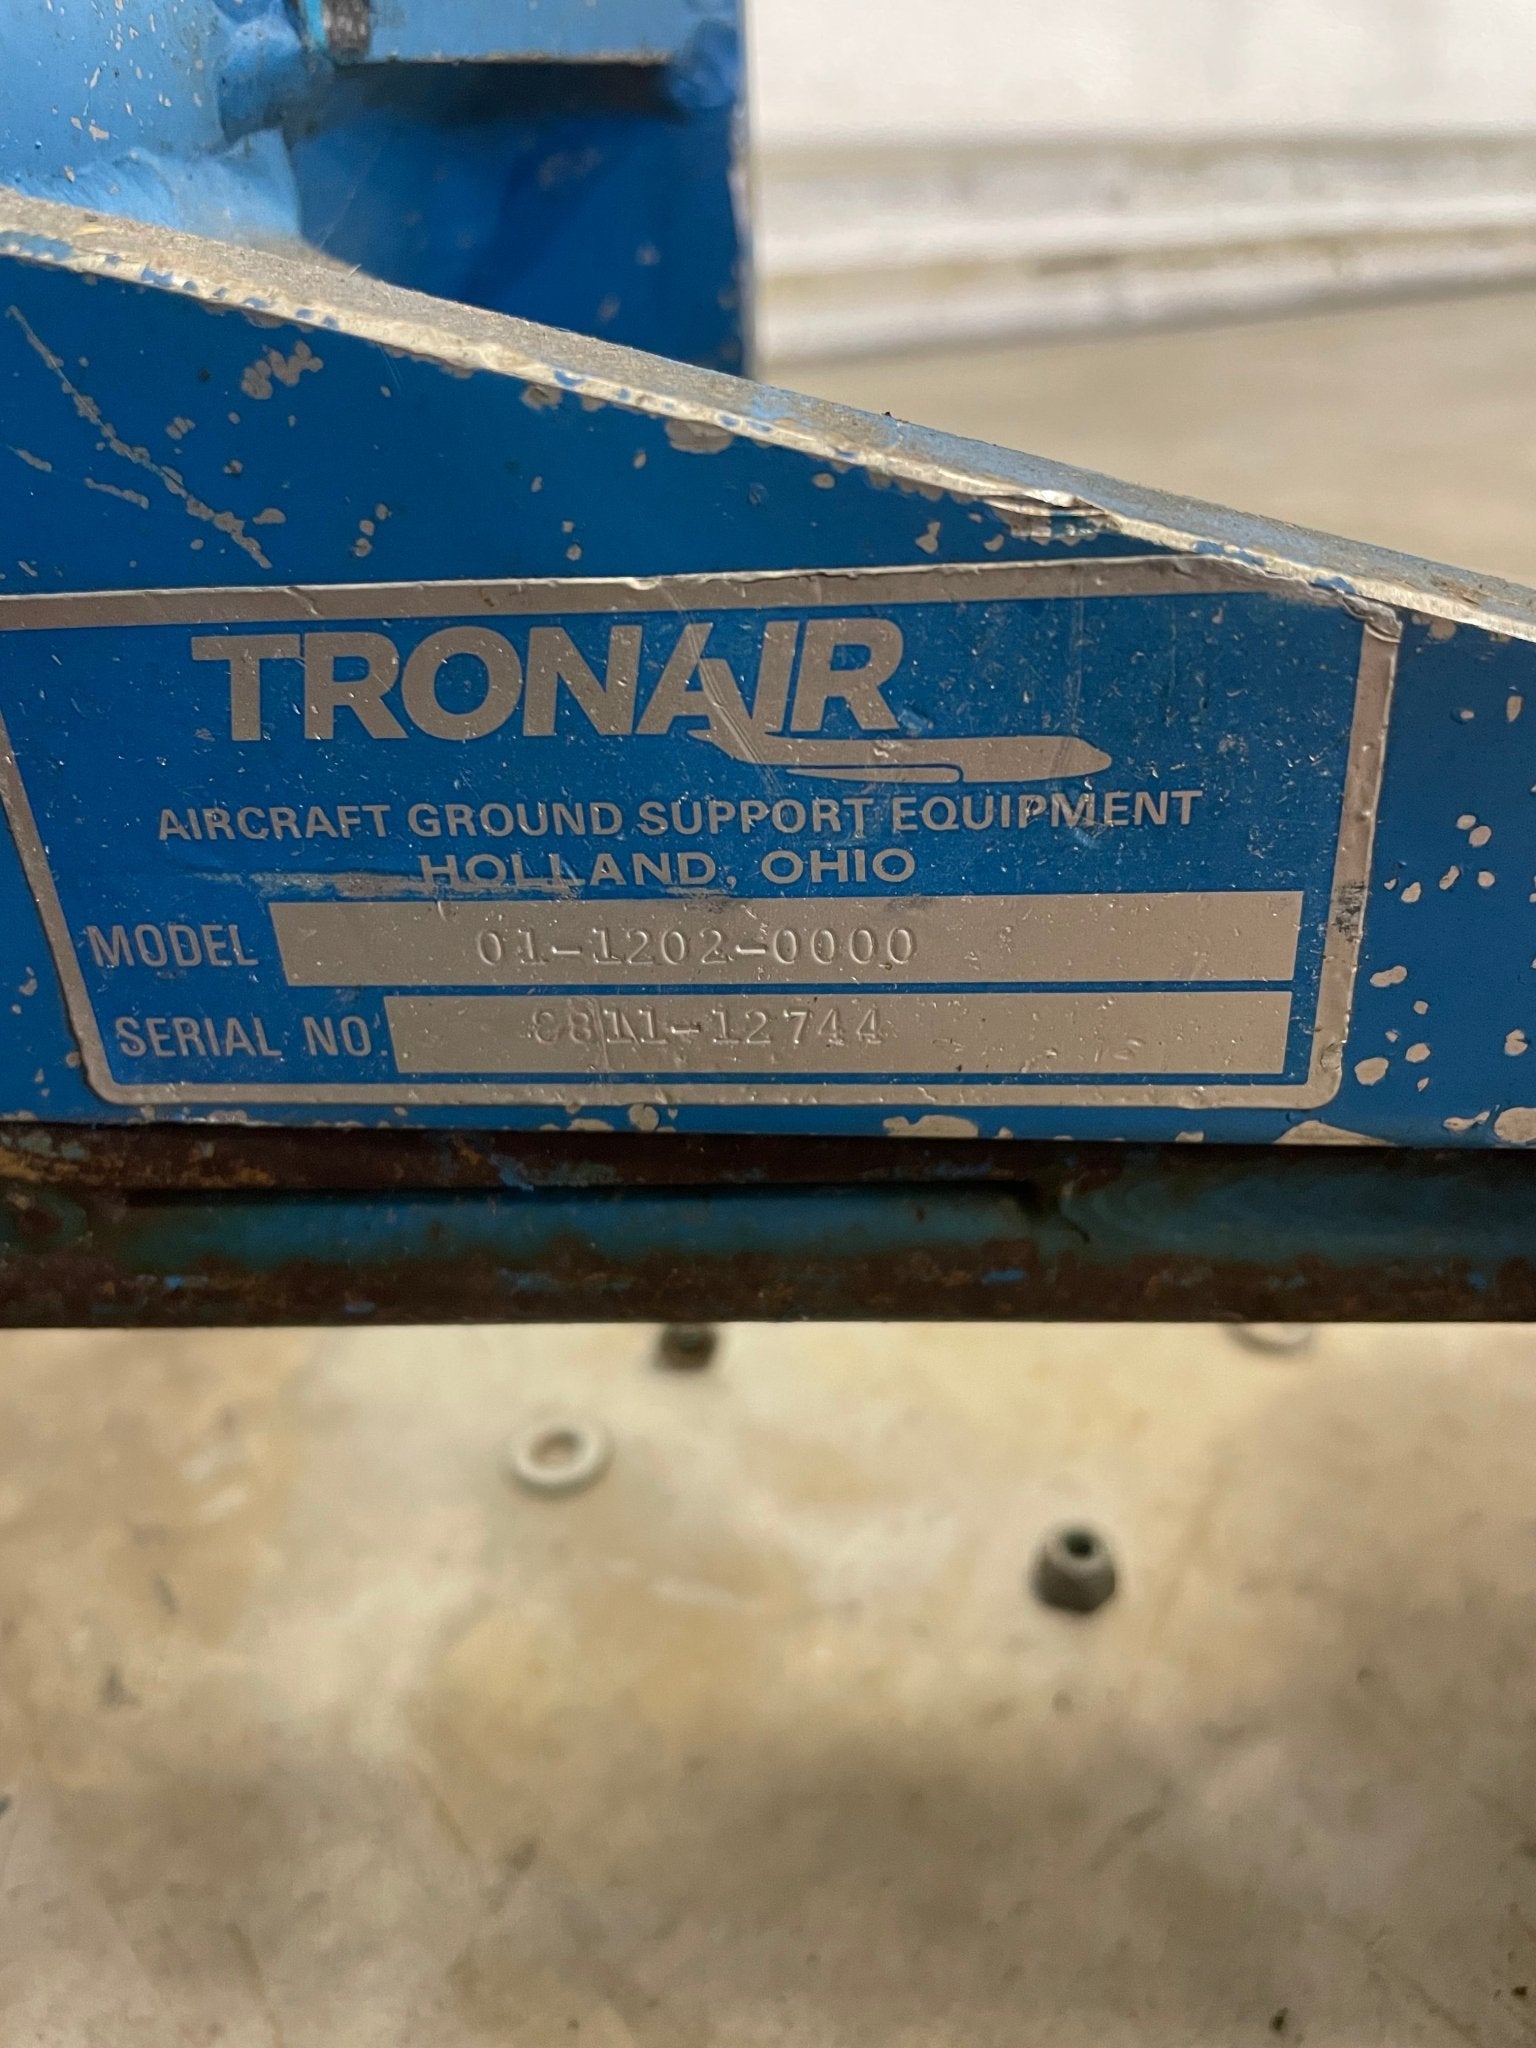 TRONAIR
AIRCRAFT GROUND SUPPORT EQUIPMENT
HOLLAND, OHIO
MODEL 01-1202-0000
SERIAL NO. 8811-12744